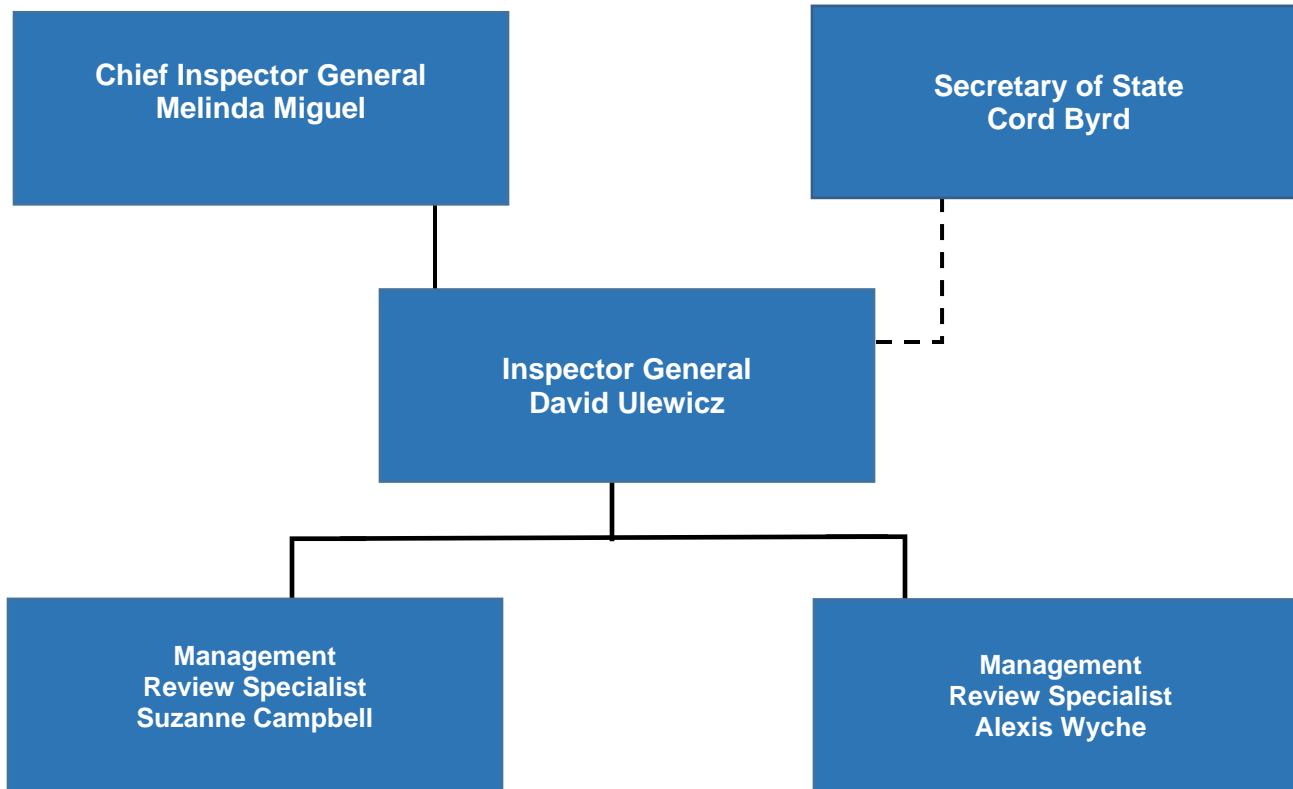 Chief Inspector General
Melinda Miguel
Secretary of State
Cord Byrd
Inspector General
David Ulewicz
Management
Review Specialist
Suzanne Campbell
Management
Review Specialist
Alexis Wyche